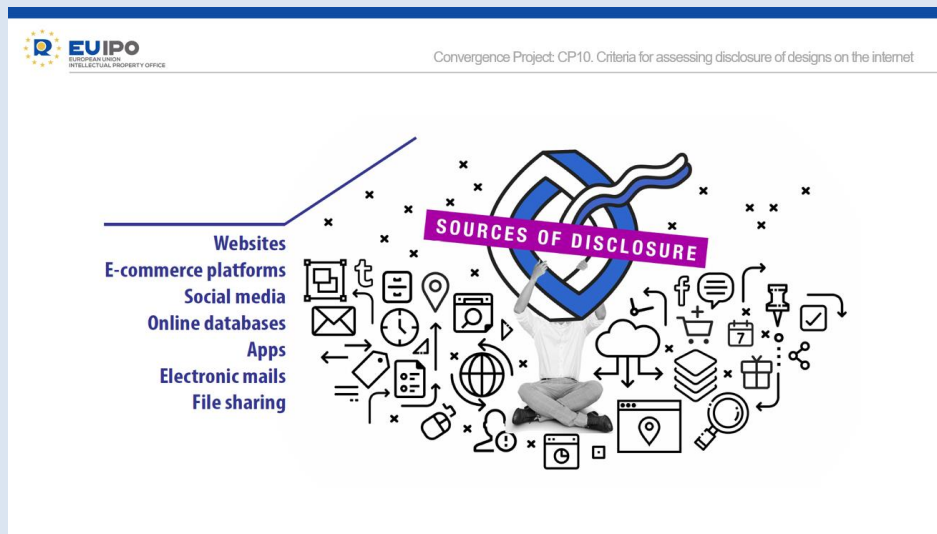 EUIPO
EUROPEAN UNION
INTELLECTUAL PROPERTY OFFICE
Convergence Project: CP10. Criteria for assessing disclosure of designs on the internet
SOURCES OF DISCLOSURE
Websites
E-commerce platforms
Social media
Online databases
Apps
Electronic mails
File sharing
7